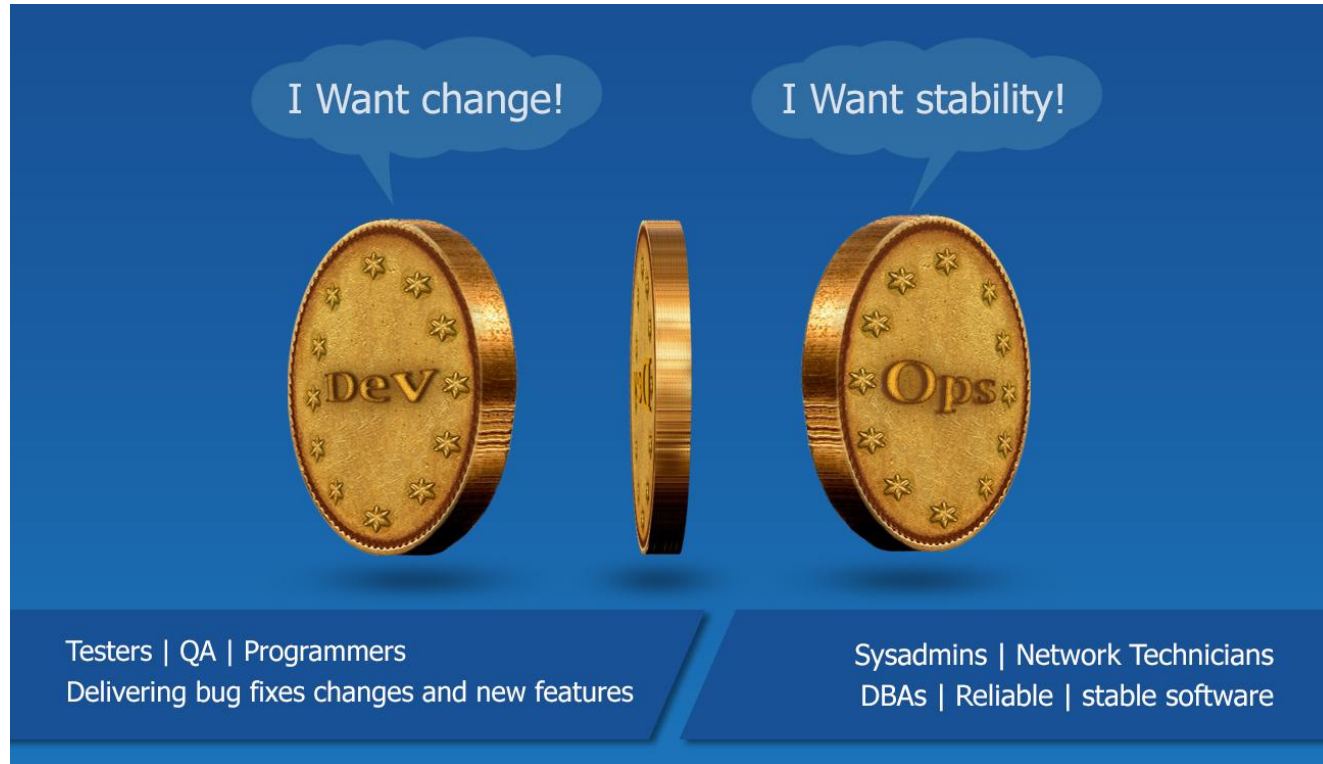 I Want change!
I Want stability!
Dev
Ops
Testers | QA | Programmers
Delivering bug fixes changes and new features
Sysadmins | Network Technicians
DBAs | Reliable | stable software